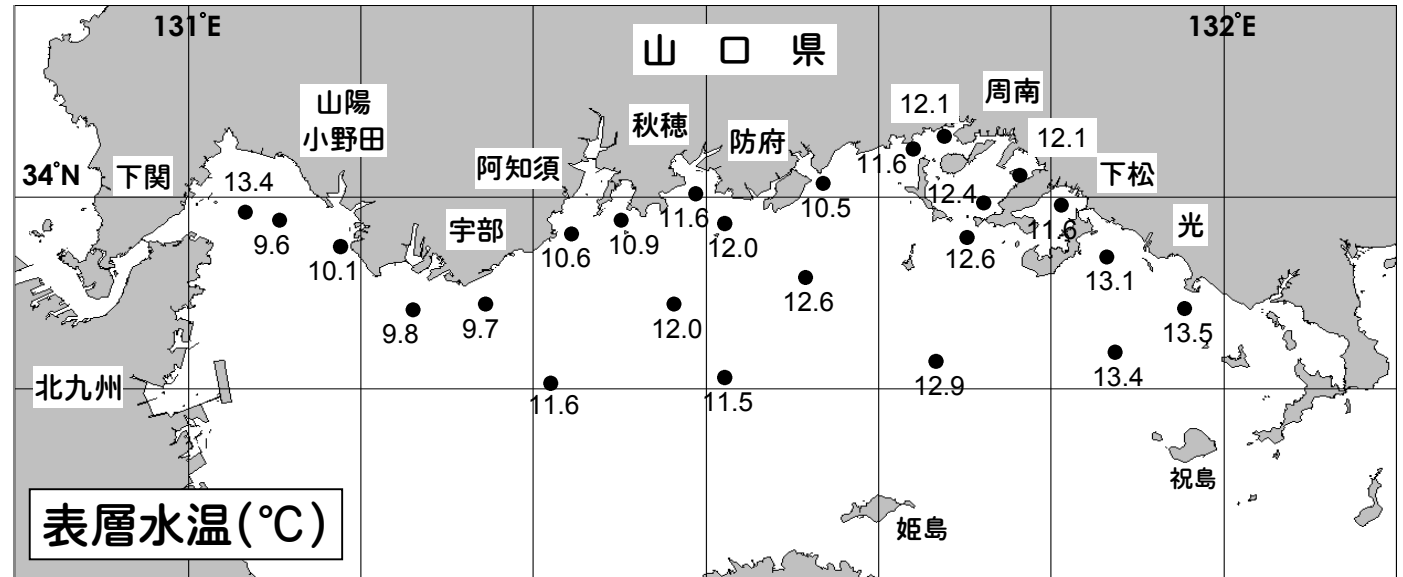 131°E
132°E
山 口 県
山陽
小野田
秋穂
防府
12.1
周南
12.1
34°N
下関
13.4
阿知須
11.6
下松
9.6
10.1
宇部
10.6
10.9
11.6
12.0
10.5
12.4
12.6
11.6
光
13.1
9.8
9.7
12.0
12.6
13.5
北九州
11.6
11.5
12.9
13.4
祝島
表層水温(℃)
姫島